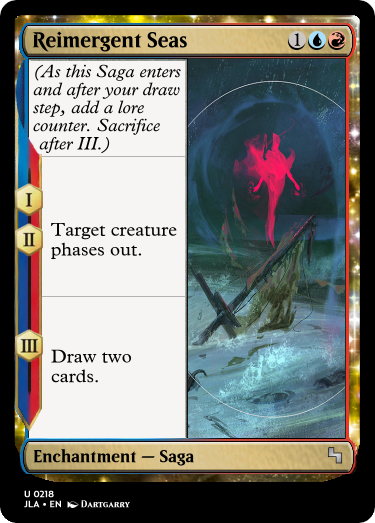 Reimergent Seas 1
(As this Saga enters
and after your draw
step, add a lore
counter. Sacrifice
after III.)
I
II
Target creature
phases out.
III
Draw two
cards.
Enchantment — Saga
U 0218
JLA • EN Dartgarry